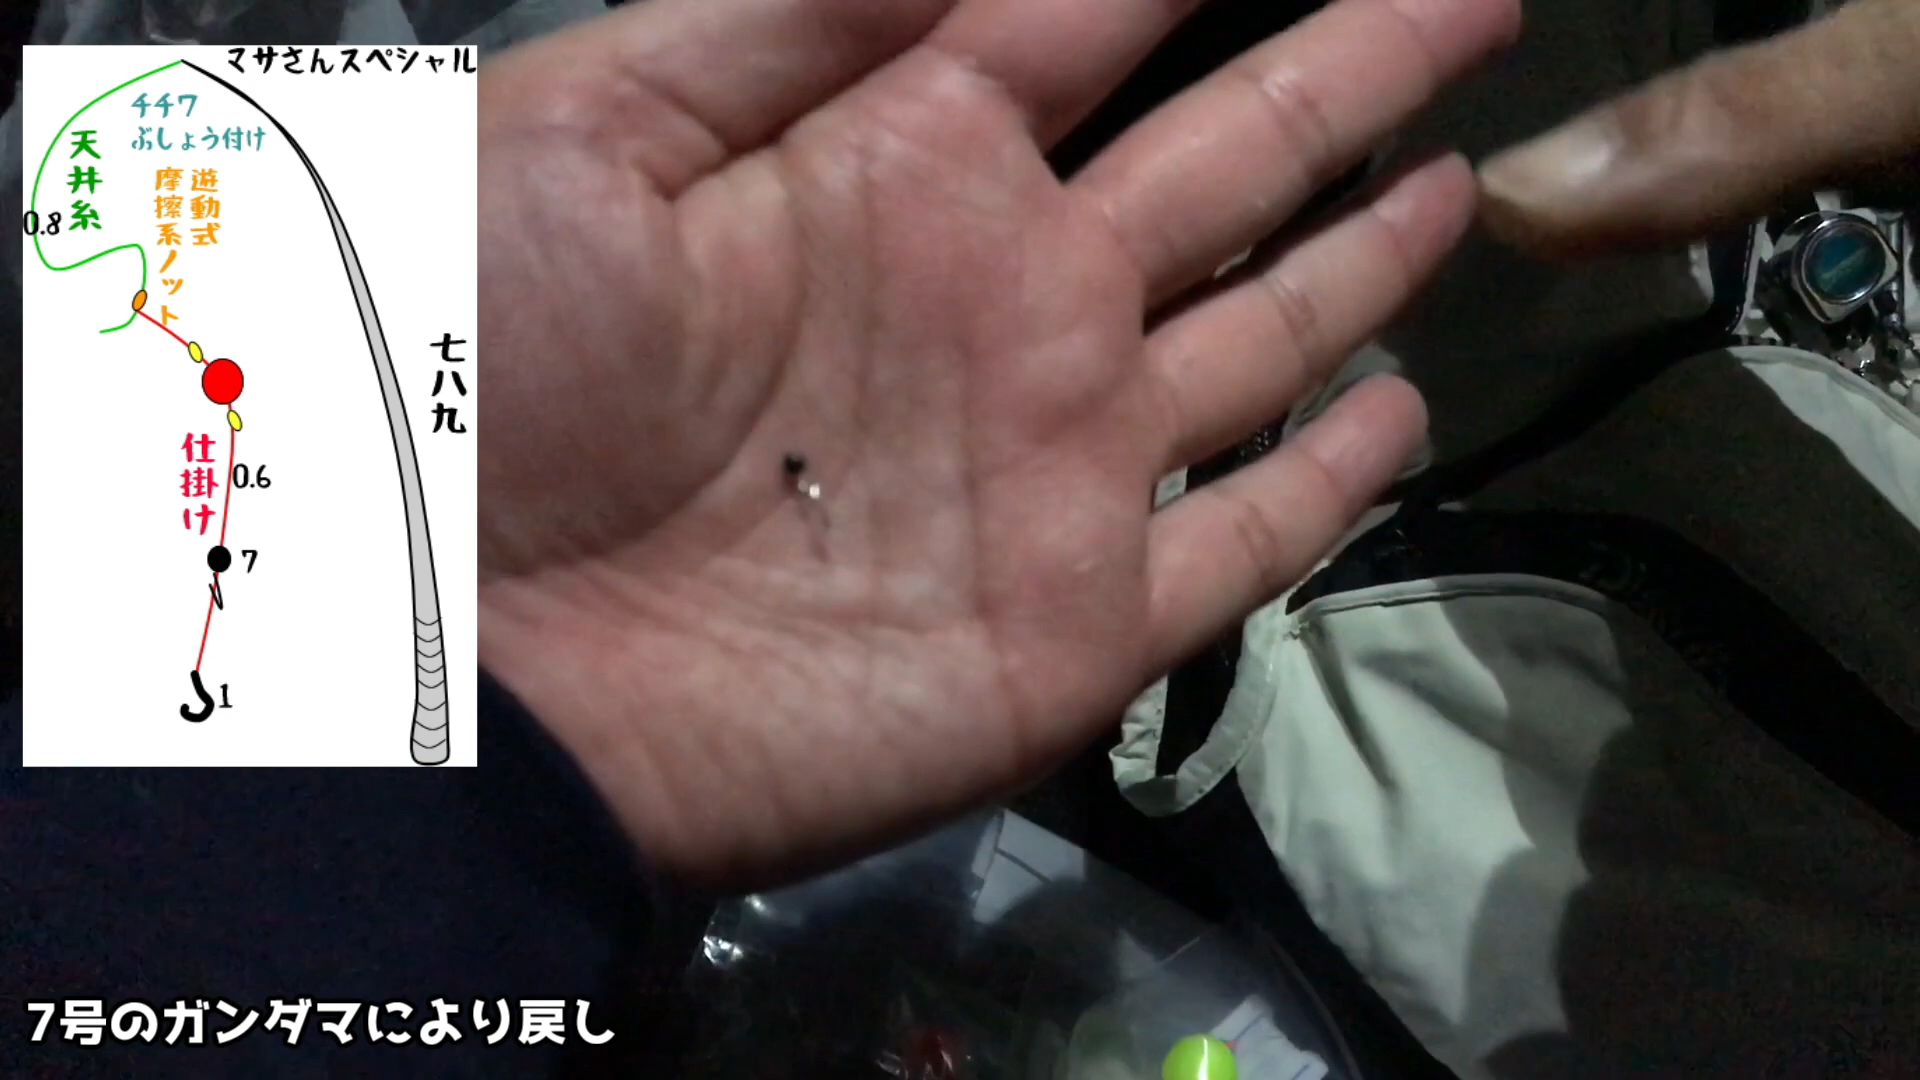 マサさんスペシャル
チチワ
ぶしょう付け
天井糸
0.8
遊動式
摩擦系ノット
七八九
仕掛け
0.6
7
1
7号のガンダマにより戻し